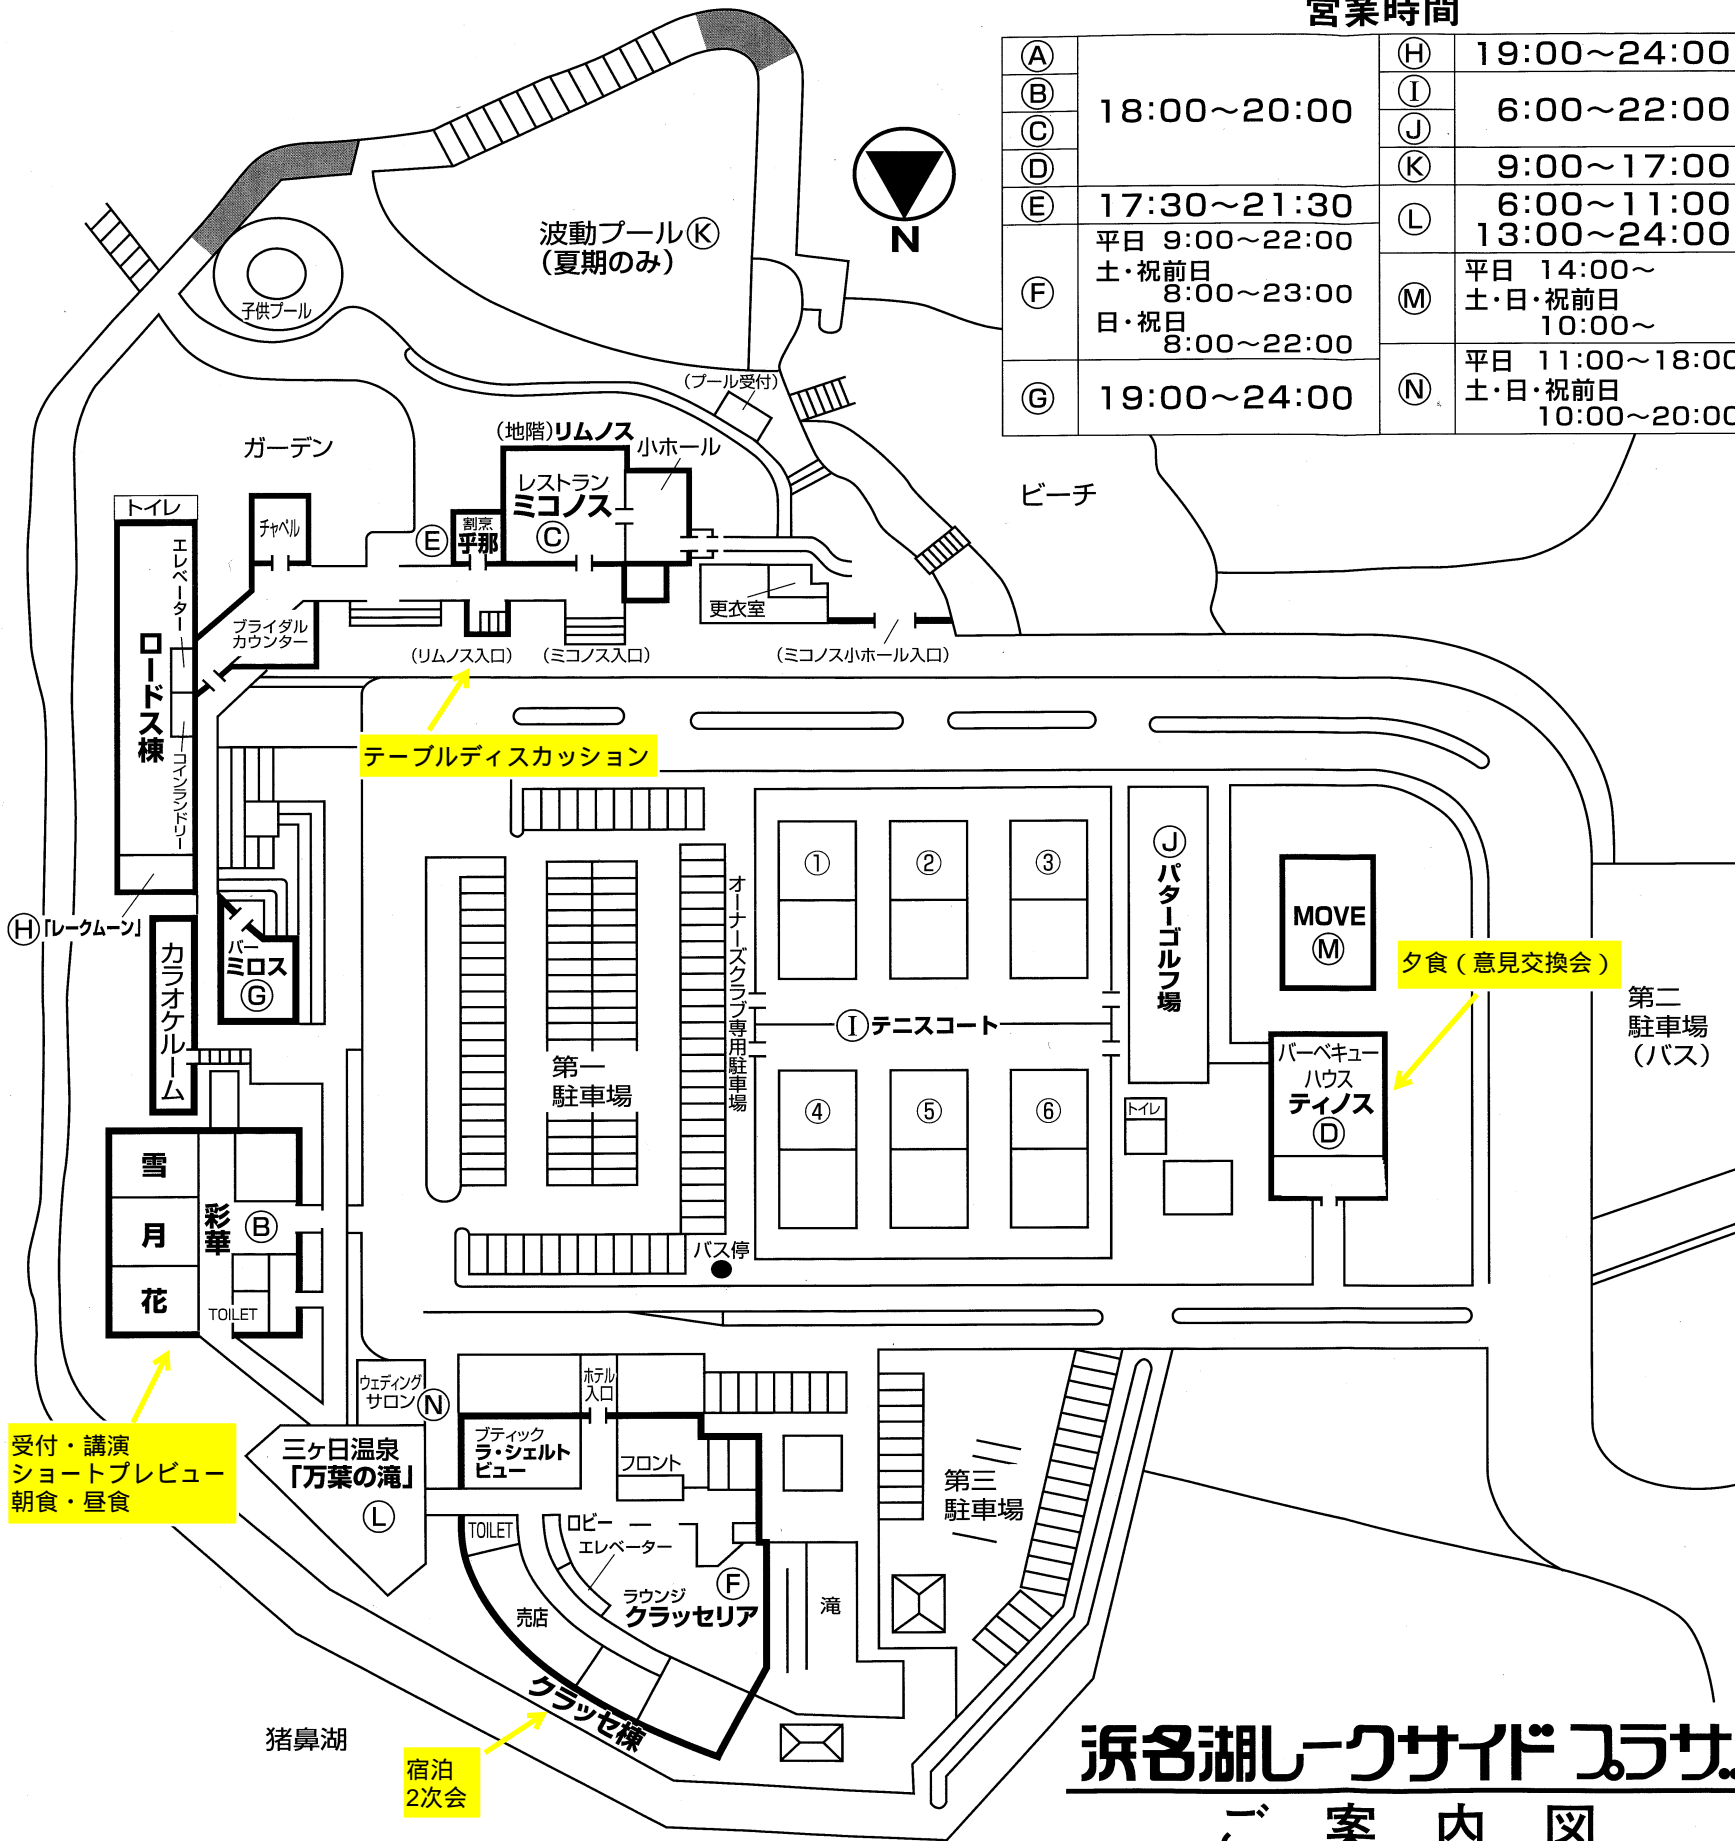 営業時間
Ⓐ
Ⓑ
Ⓒ
Ⓓ
18:00〜20:00
Ⓔ
17:30〜21:30
Ⓕ
平日 9:00〜22:00
土・祝前日
8:00〜23:00
日・祝日
8:00〜22:00
Ⓖ
19:00〜24:00
Ⓗ
19:00〜24:00
Ⓘ
Ⓙ
6:00〜22:00
Ⓚ
9:00〜17:00
Ⓛ
6:00〜11:00
13:00〜24:00
Ⓜ
平日 14:00〜
土・日・祝前日
10:00〜
Ⓝ
平日 11:00〜18:00
土・日・祝前日
10:00〜20:00
N
波動プールⓀ
(夏期のみ)
子供プール
(プール受付)
ガーデン
(地階)リムノス
小ホール
レストラン
ミコノス
Ⓒ
Ⓔ
割烹
乎那
ビーチ
トイレ
チャペル
エレベーター
ロードス棟
コインランドリー
ブライダル
カウンター
更衣室
(リムノス入口)
(ミコノス入口)
(ミコノス小ホール入口)
テーブルディスカッション
Ⓗ「レークムーン」
バー
ミロス
Ⓖ
カラオケルーム
第一
駐車場
オーナーズクラブ専用駐車場
①
②
③
Ⓘテニスコート
④
⑤
⑥
Ⓙパターゴルフ場
MOVE
Ⓜ
夕食（意見交換会）
第二
駐車場
(バス)
バーベキュー
ハウス
ティノス
Ⓓ
トイレ
雪
月
花
彩華
Ⓑ
TOILET
バス停
受付・講演
ショートプレビュー
朝食・昼食
ウェディング
サロンⓃ
ホテル
入口
三ヶ日温泉
「万葉の滝」
Ⓛ
ブティック
ラ・シェルト
ビュー
フロント
TOILET
ロビー
エレベーター
Ⓕ
ラウンジ
クラッセリア
売店
滝
第三
駐車場
クラッセ棟
猪鼻湖
宿泊
2次会
浜名湖レークサイドプラザ
ご案内図